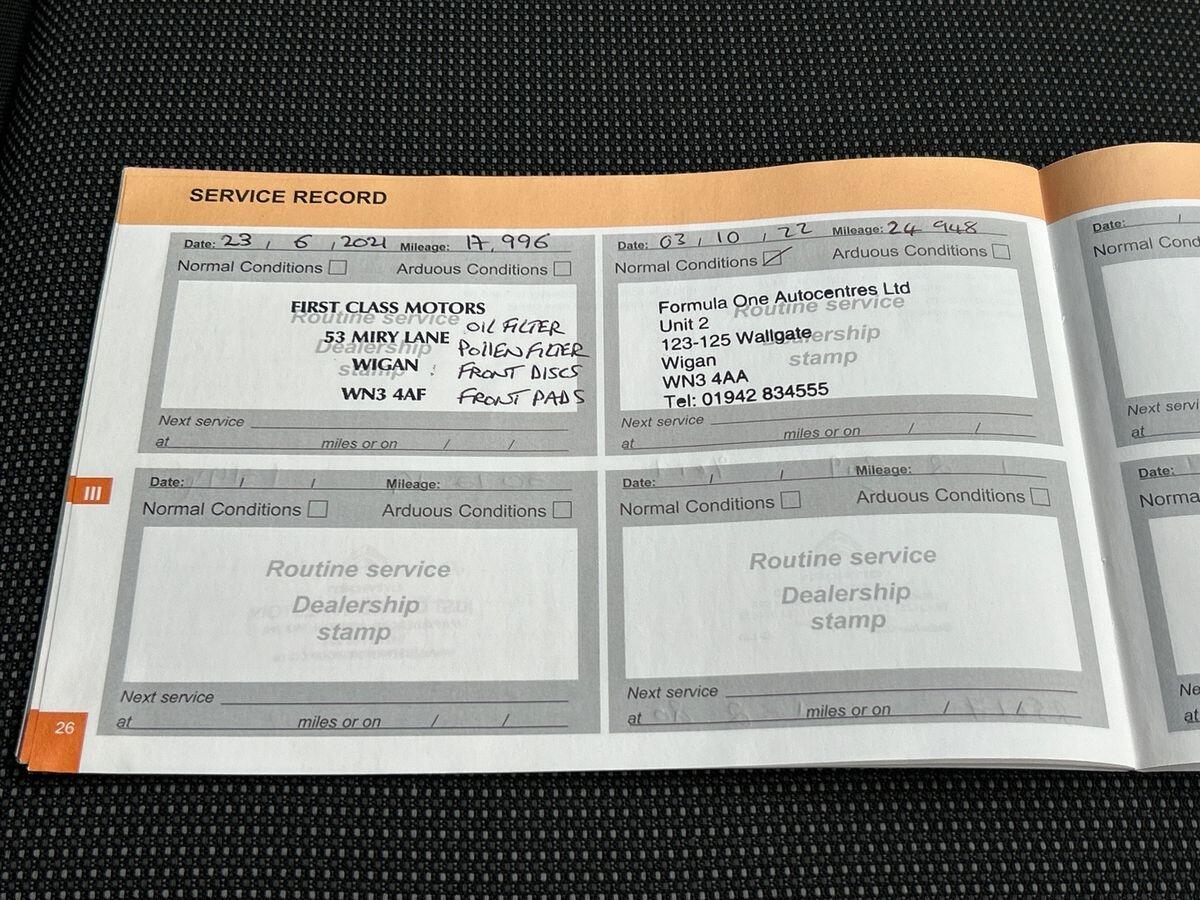 SERVICE RECORD
Date: 23 / 6 / 2021 Mileage: 17,996
Normal Conditions Arduous Conditions
FIRST CLASS MOTORS
Routine service
OIL FILTER
53 MIRY LANE
Dealership
POLLEN FILTER
WIGAN
stamp
FRONT DISCS
WN3 4AF
FRONT PADS
Next service
at miles or on / /
Date: 03 / 10 / 22 Mileage: 24 948
Normal Conditions Arduous Conditions
Formula One Autocentres Ltd
Routine service
Unit 2
123-125 Wallgate
Dealership
Wigan
stamp
WN3 4AA
Tel: 01942 834555
Next service
at miles or on / /
Date: / / Mileage:
Normal Conditions Arduous Conditions
Routine service
Dealership
stamp
Next service
at miles or on / /
Date: / / Mileage:
Normal Conditions Arduous Conditions
Routine service
Dealership
stamp
Next service
at miles or on / /
III
26
Date: /
Normal Cond
Next servi
at
Date:
Norma
Ne
at